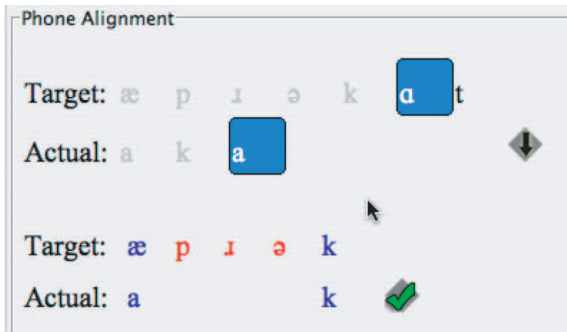 Phone Alignment
Target: æ p ɹ ə k ɑ t
Actual: a k a
Target: æ p ɹ ə k
Actual: a k